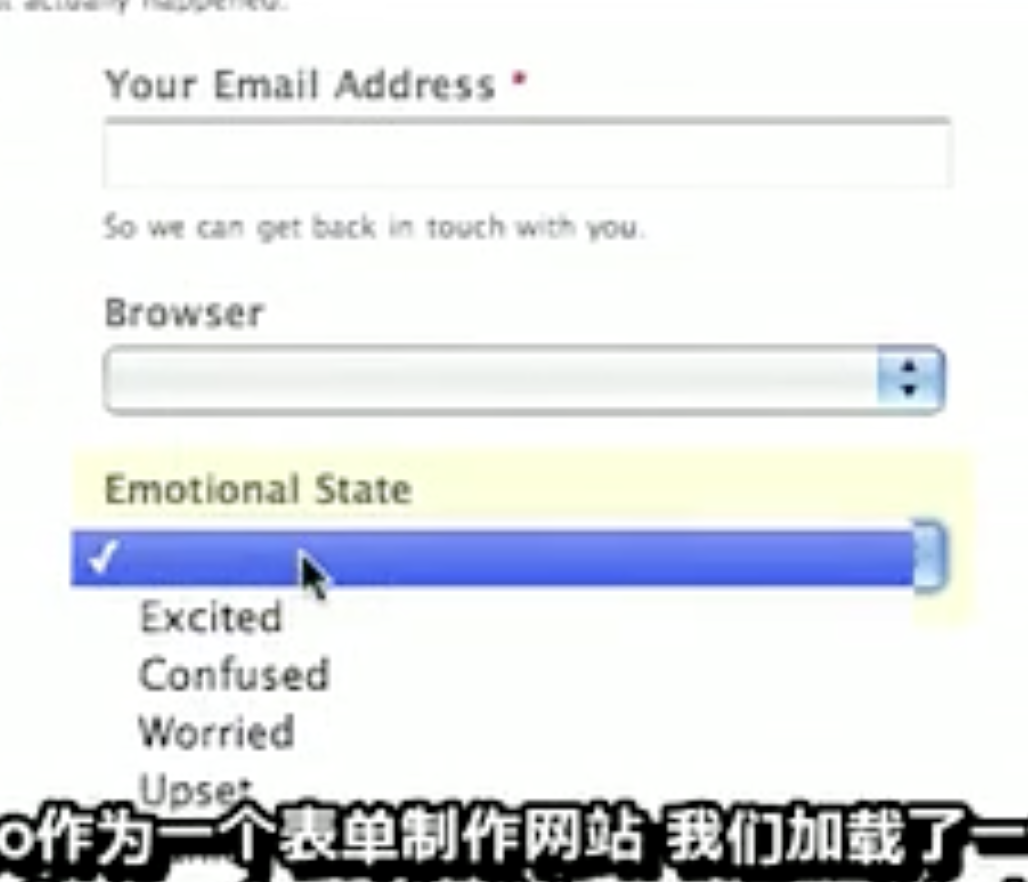 actually happened.
Your Email Address *
So we can get back in touch with you.
Browser
Emotional State
✓
Excited
Confused
Worried
Upset
o作为一个表单制作网站 我们加载了一